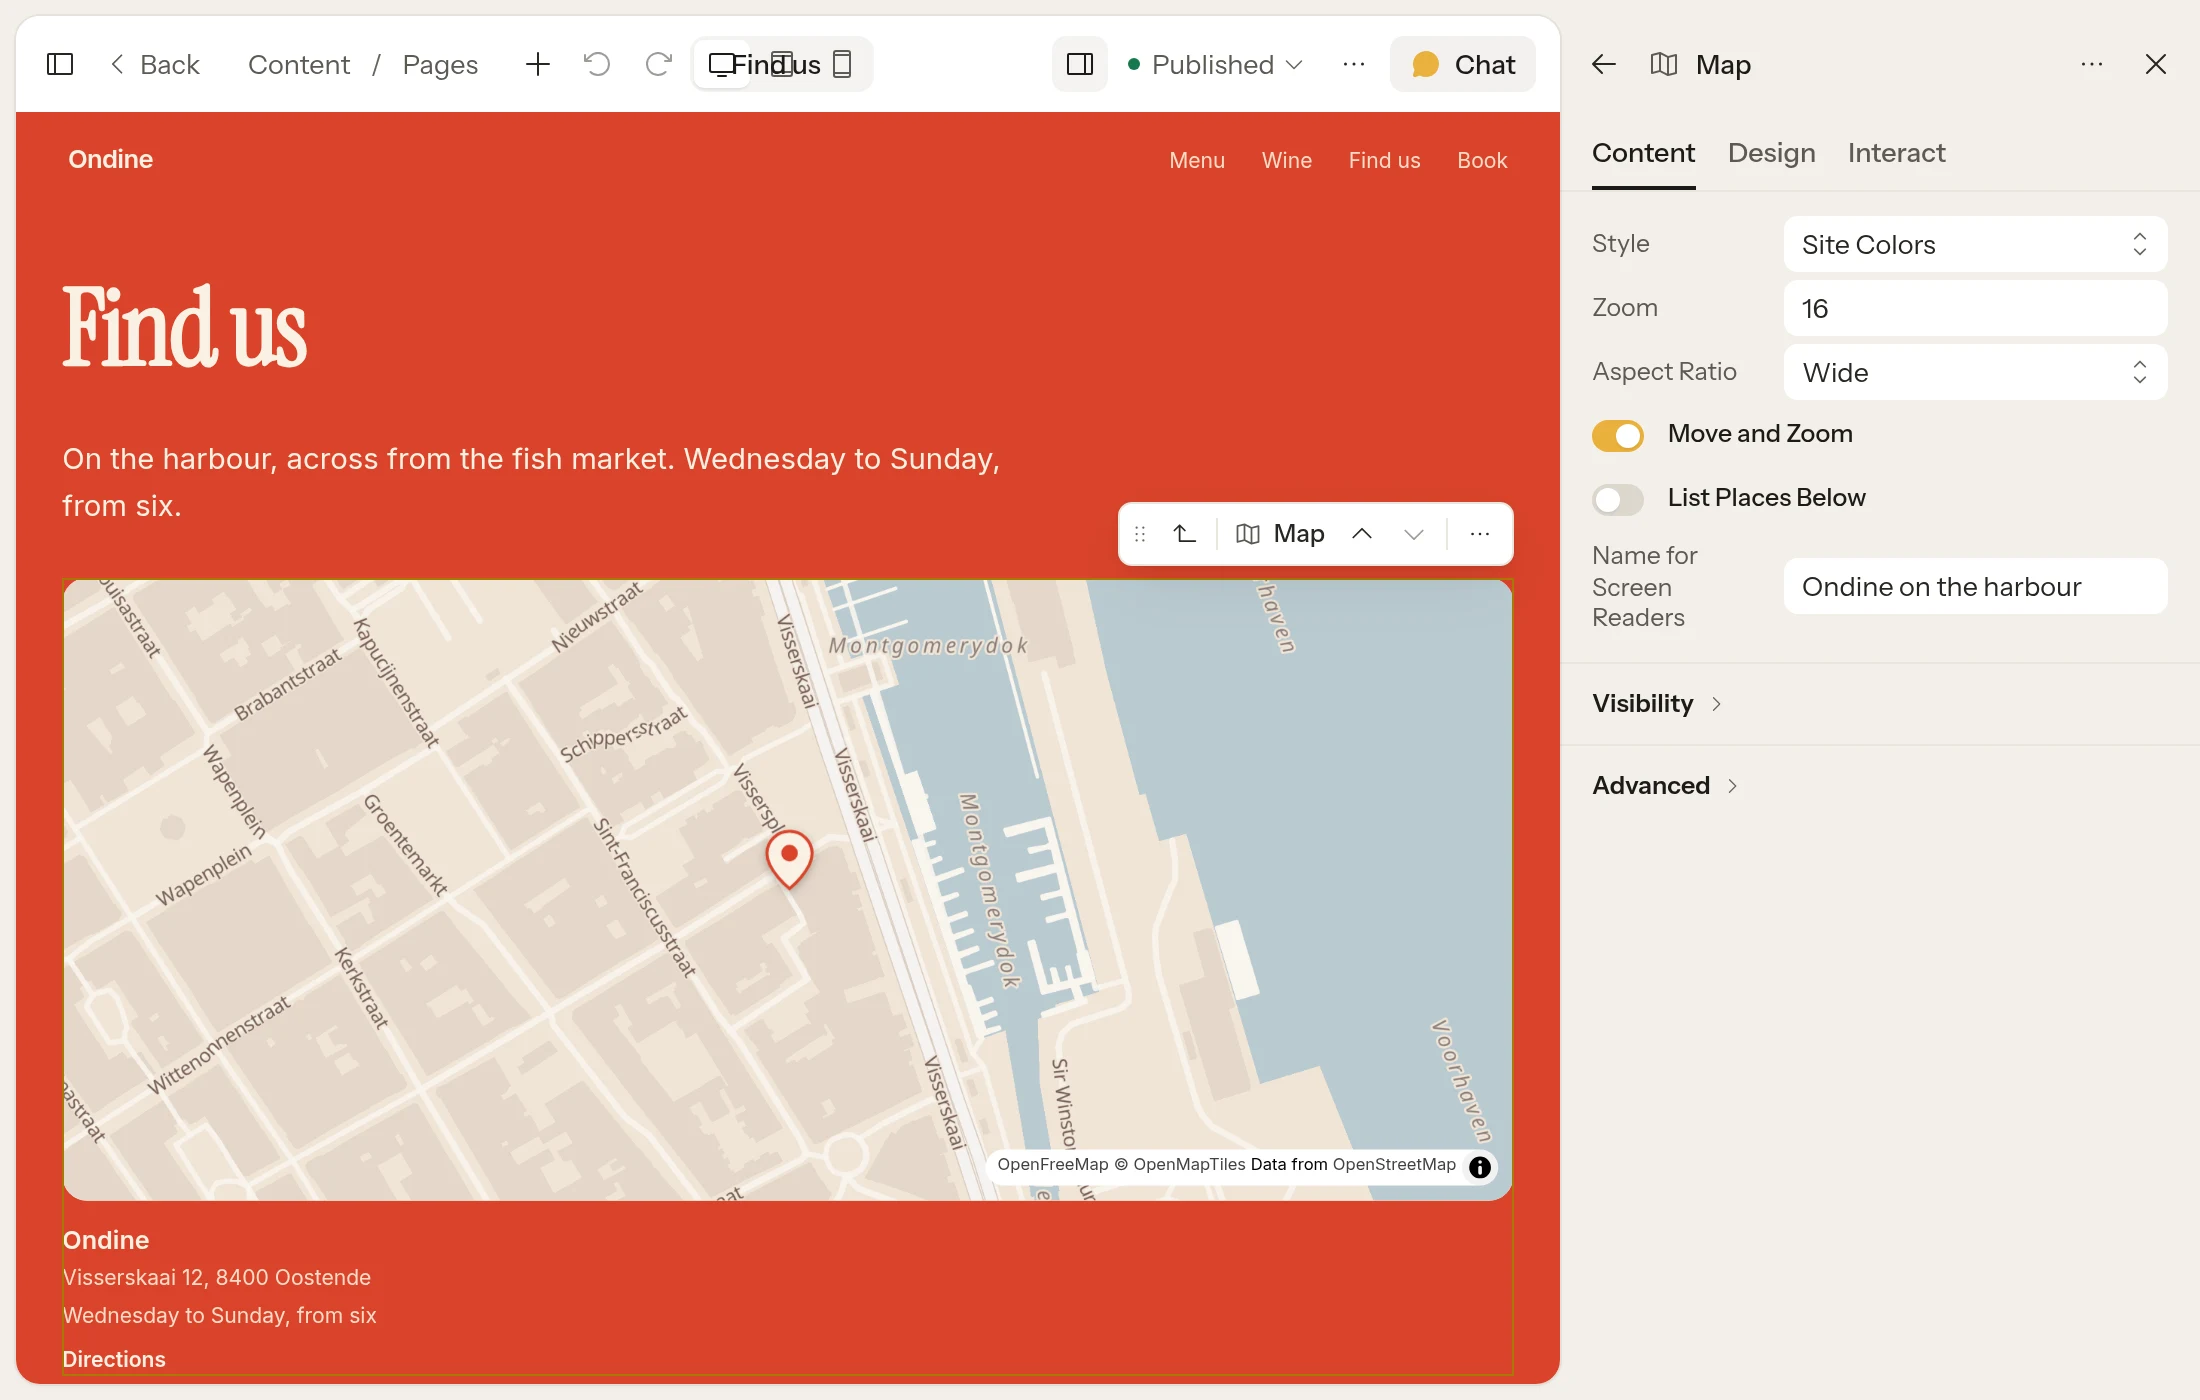 Back
Content / Pages
Find us
Published
Chat
Map
Ondine
Menu
Wine
Find us
Book
Find us
On the harbour, across from the fish market. Wednesday to Sunday,
from six.
Map
Brabantstraat
Kapucijnenstraat
Nieuwstraat
Visserskaai
Montgomerydok
Schippersstraat
Wapenplein
Groentemarkt
Visserskaai
Montgomerydok
Sint-Franciscusstraat
Wapenplein
Kerkstraat
Wittenonnenstraat
Visserskaai
Voorhaven
OpenFreeMap © OpenMapTiles Data from OpenStreetMap
Ondine
Visserskaai 12, 8400 Oostende
Wednesday to Sunday, from six
Directions
Content
Design
Interact
Style
Site Colors
Zoom
16
Aspect Ratio
Wide
Move and Zoom
List Places Below
Name for
Screen
Readers
Ondine on the harbour
Visibility
Advanced